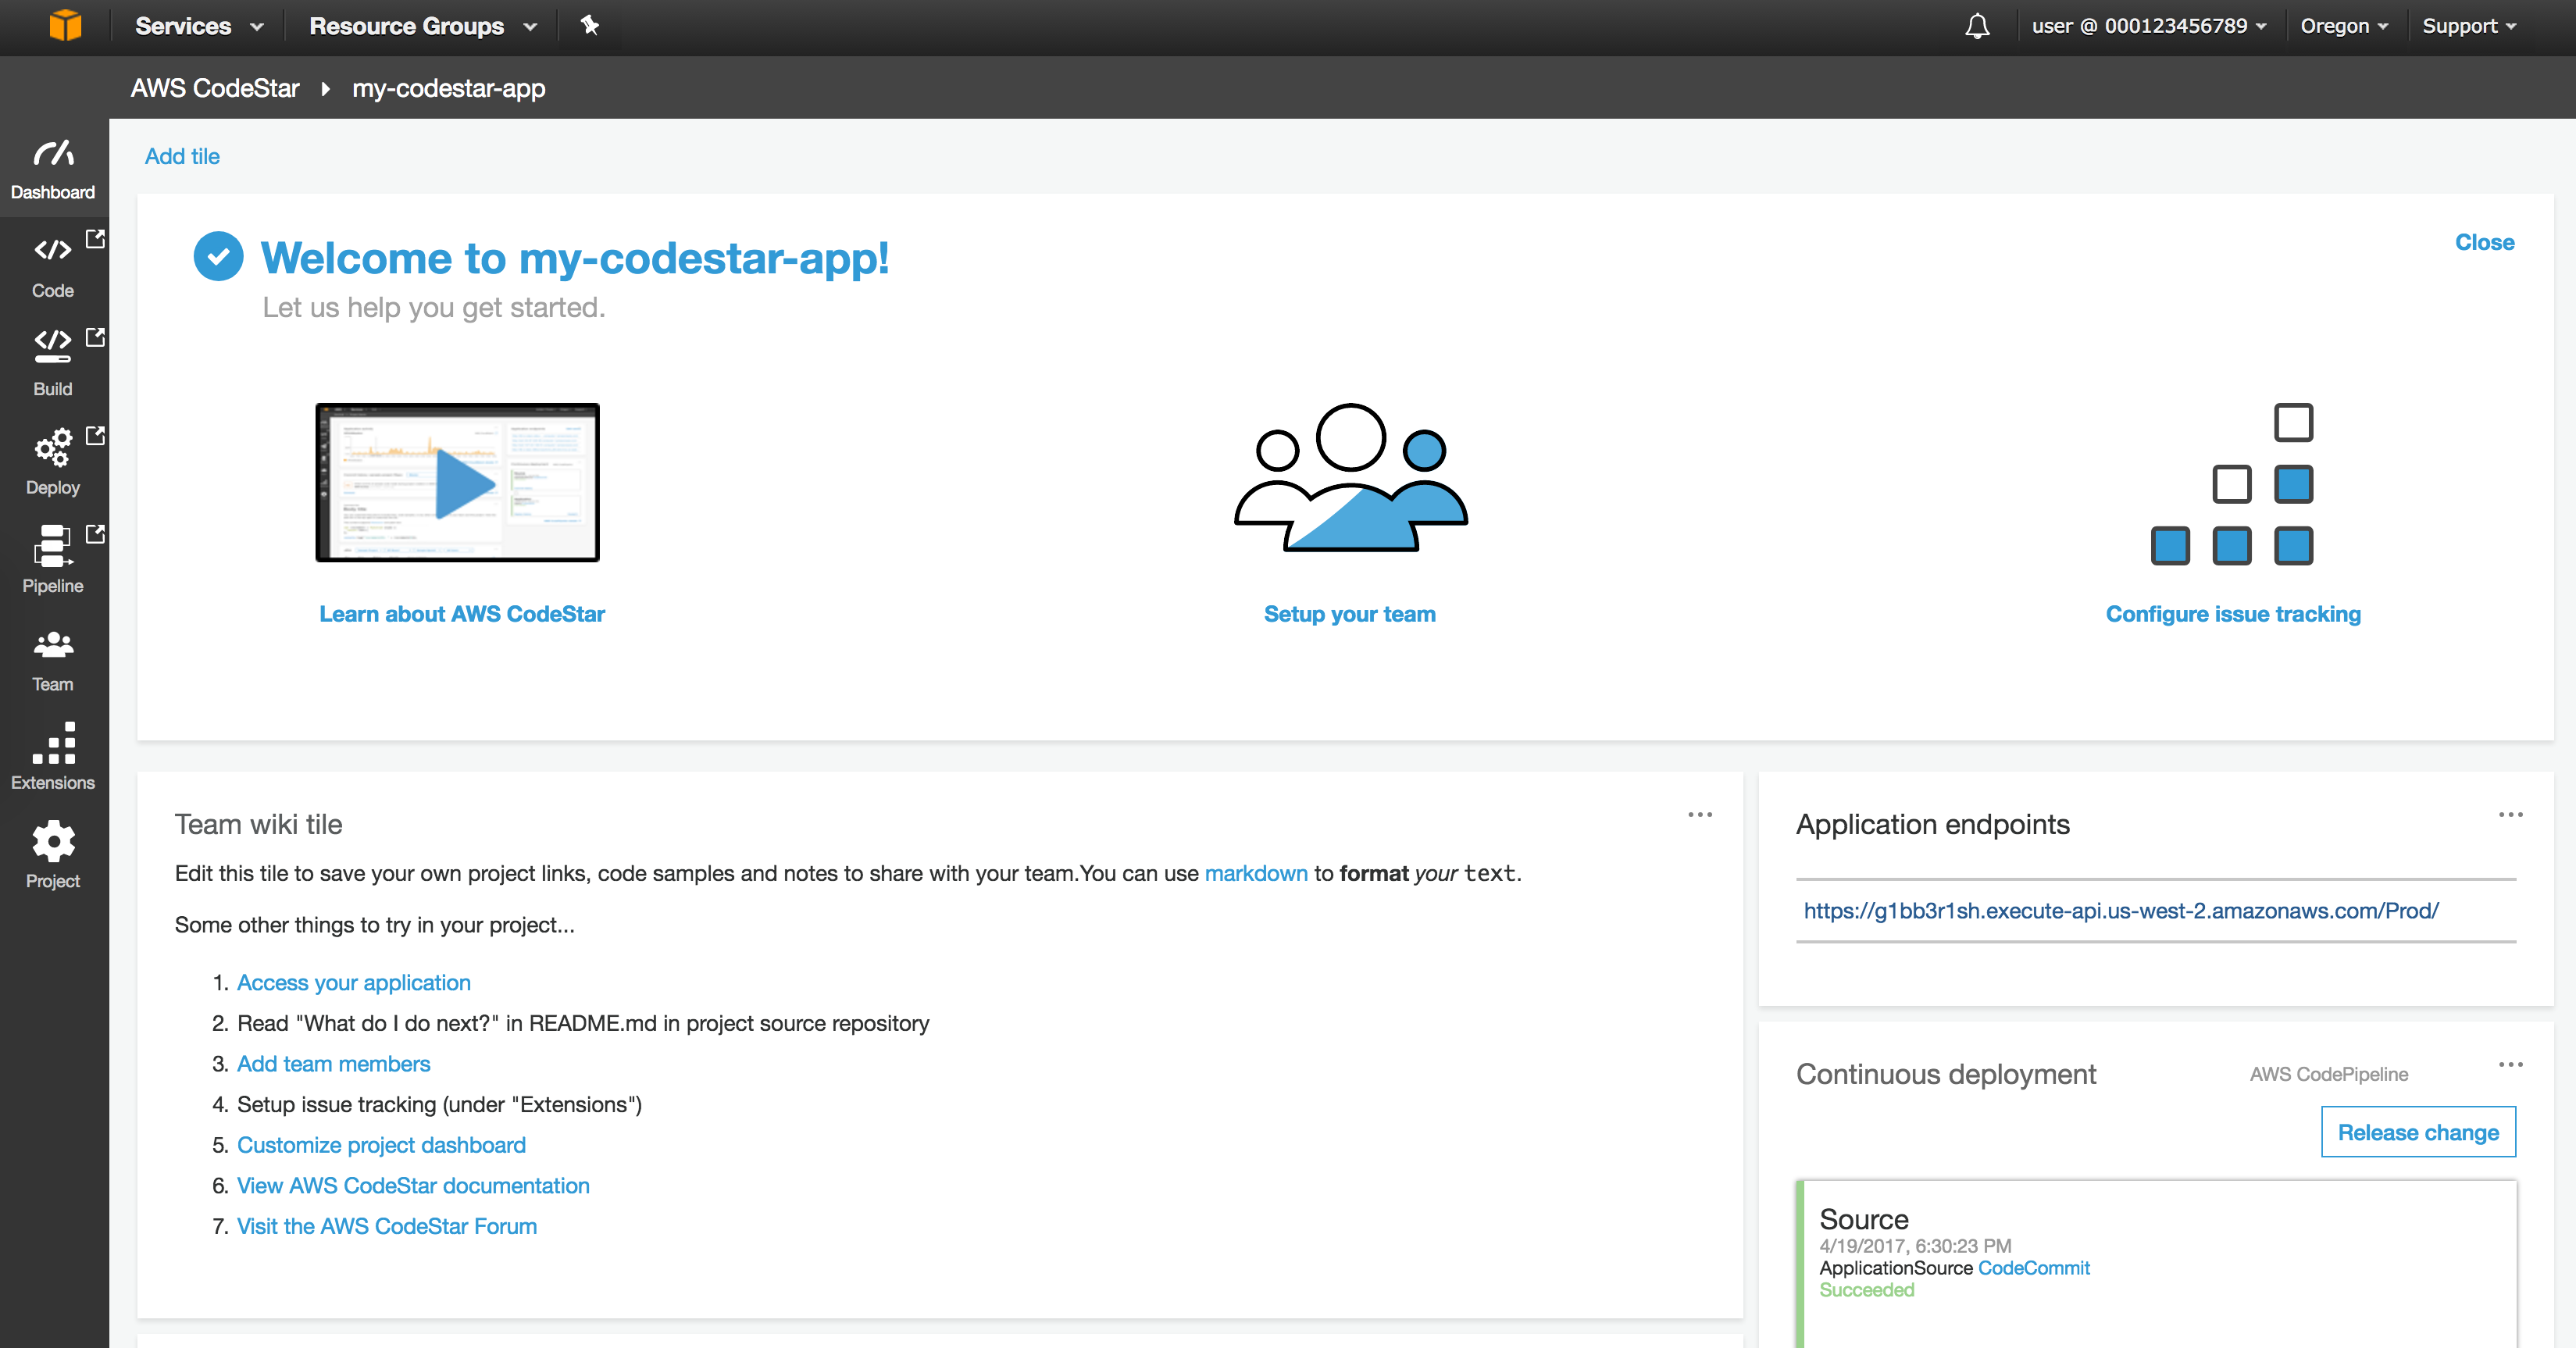 Services
Resource Groups
user @ 000123456789
Oregon
Support
AWS CodeStar
my-codestar-app
Dashboard
Code
Build
Deploy
Pipeline
Team
Extensions
Project
Add tile
Welcome to my-codestar-app!
Close
Let us help you get started.
Learn about AWS CodeStar
Setup your team
Configure issue tracking
Team wiki tile
Edit this tile to save your own project links, code samples and notes to share with your team.You can use markdown to format your text.
Some other things to try in your project...
1. Access your application
2. Read "What do I do next?" in README.md in project source repository
3. Add team members
4. Setup issue tracking (under "Extensions")
5. Customize project dashboard
6. View AWS CodeStar documentation
7. Visit the AWS CodeStar Forum
Application endpoints
https://g1bb3r1sh.execute-api.us-west-2.amazonaws.com/Prod/
Continuous deployment
AWS CodePipeline
Release change
Source
4/19/2017, 6:30:23 PM
ApplicationSource CodeCommit
Succeeded